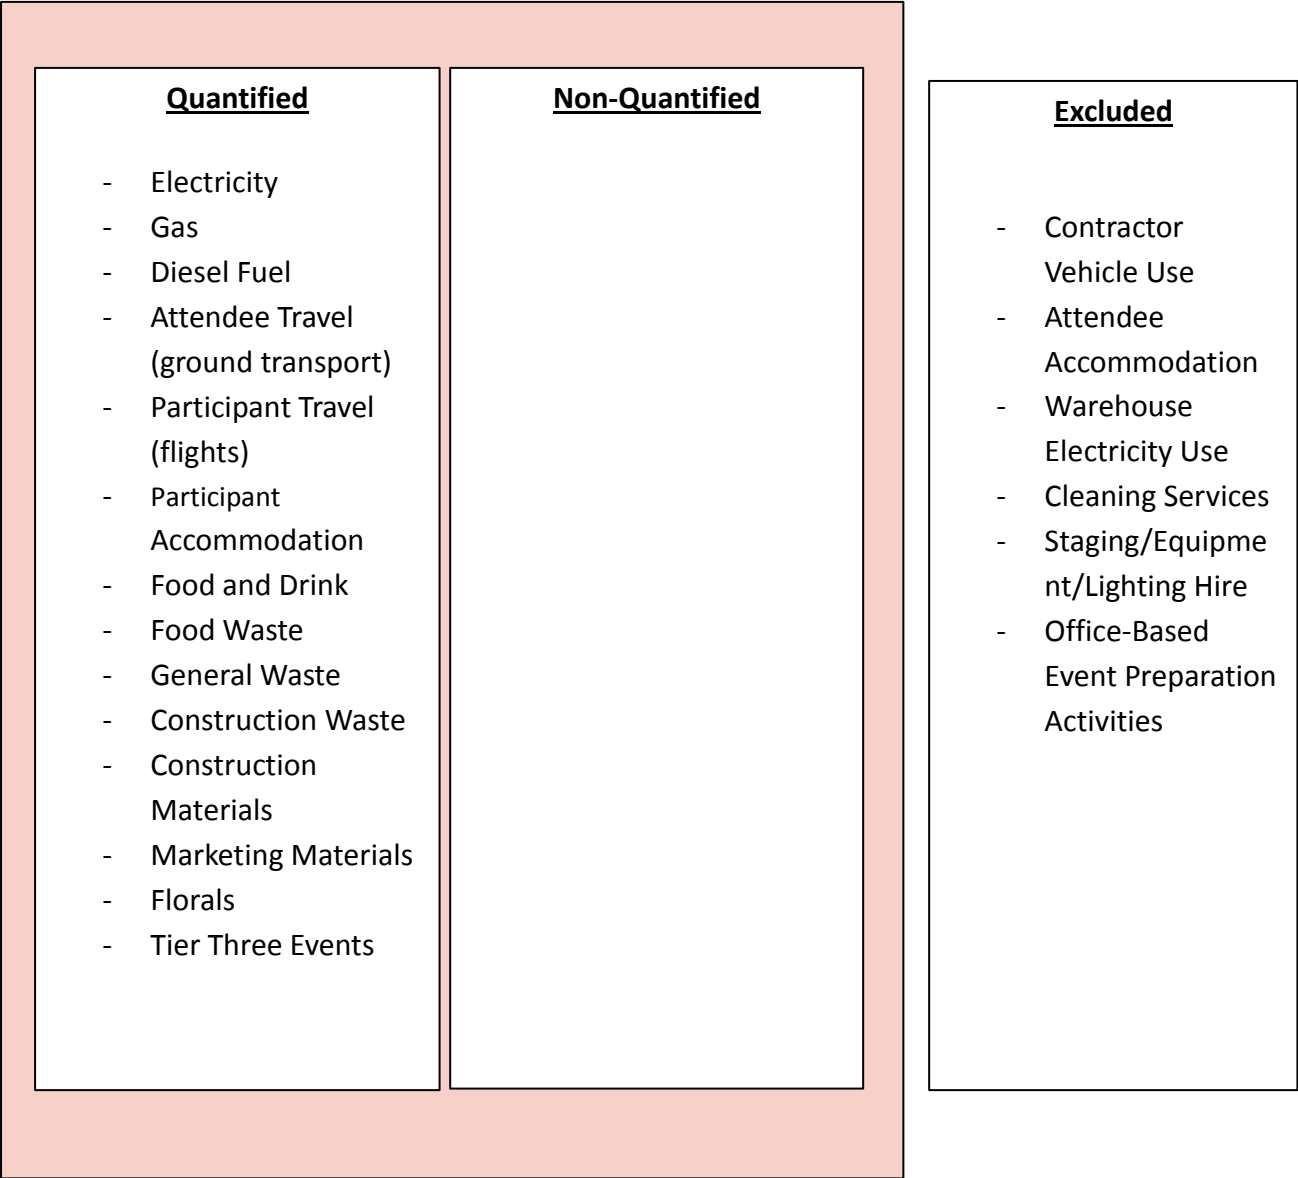 Quantified
- Electricity
- Gas
- Diesel Fuel
- Attendee Travel
(ground transport)
- Participant Travel
(flights)
- Participant
Accommodation
- Food and Drink
- Food Waste
- General Waste
- Construction Waste
- Construction
Materials
- Marketing Materials
- Florals
- Tier Three Events
Non-Quantified
Excluded
- Contractor
Vehicle Use
- Attendee
Accommodation
- Warehouse
Electricity Use
- Cleaning Services
- Staging/Equipme
nt/Lighting Hire
- Office-Based
Event Preparation
Activities